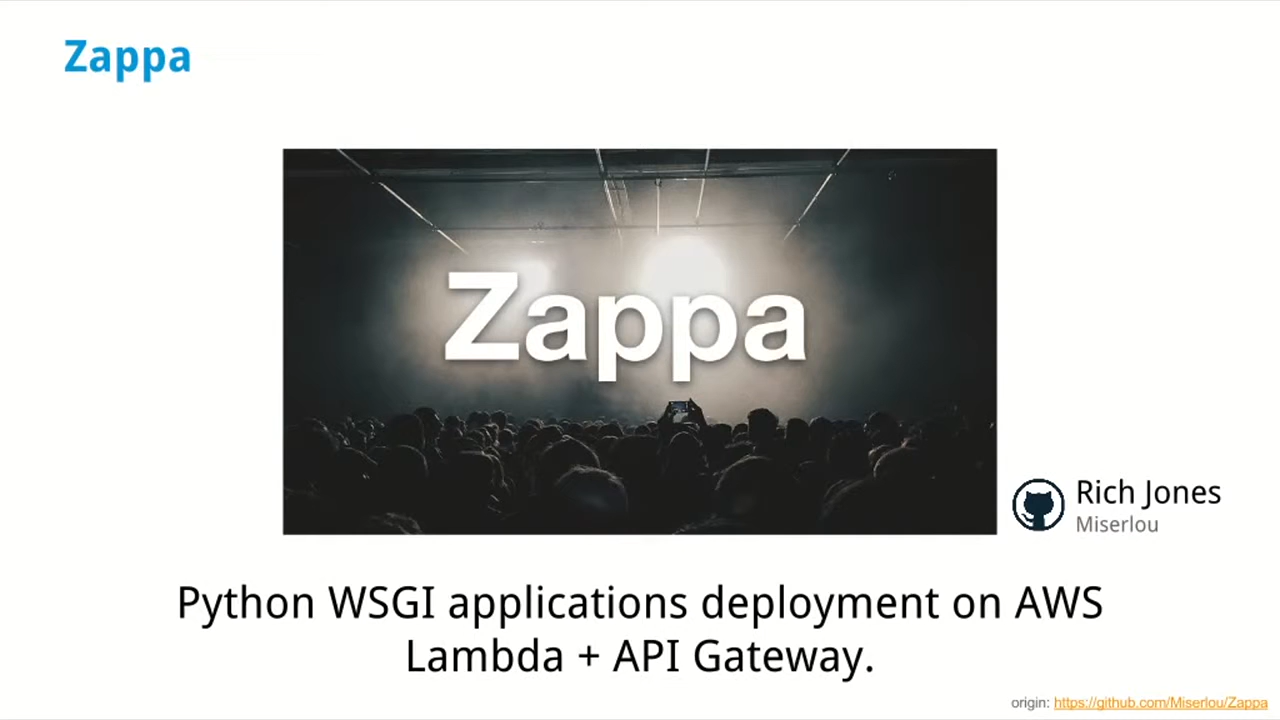 Zappa
Zappa
Rich Jones
Miserlou
Python WSGI applications deployment on AWS
Lambda + API Gateway.
origin: https://github.com/Miserlou/Zappa